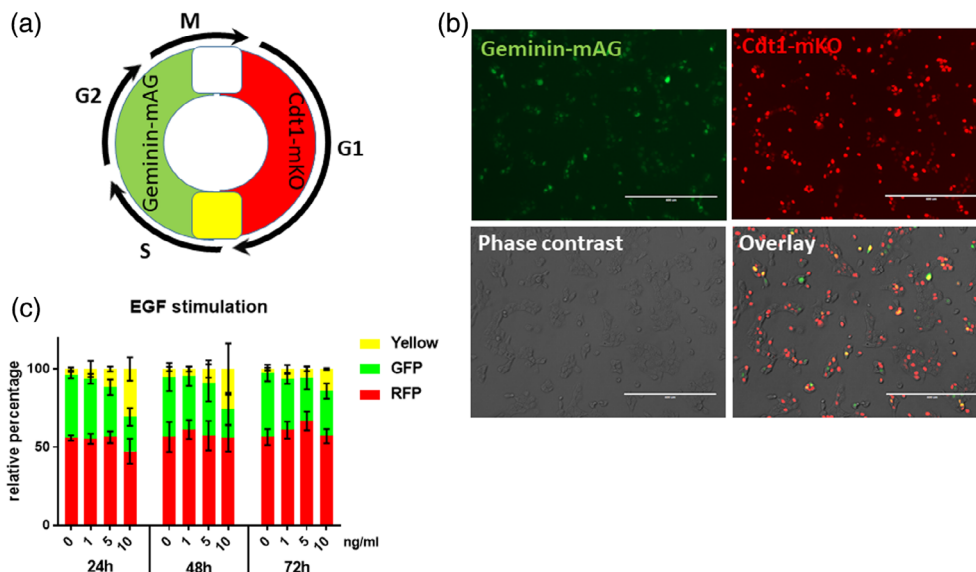 (a)
M
G2
G1
S
Geminin-mAG
Cdt1-mKO
(b)
Geminin-mAG
Cdt1-mKO
Phase contrast
Overlay
(c)
EGF stimulation
Yellow
GFP
RFP
relative percentage
100
50
0
0 1 5 10 0 1 5 10 0 1 5 10 ng/ml
24h 48h 72h